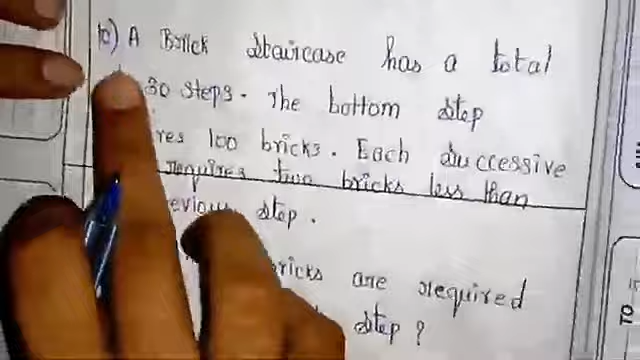 10) A Brick staircase has a total
30 steps. The bottom step
100 bricks. Each successive
requires two bricks less than
step.
bricks are required
step?
TO